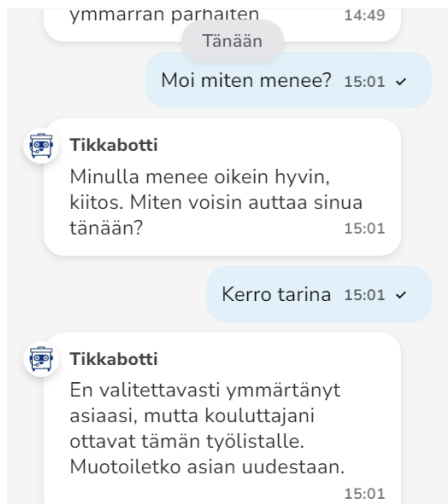 ymmärrän parhaiten 14:49
Tänään
Moi miten menee? 15:01
Tikkabotti
Minulla menee oikein hyvin,
kiitos. Miten voisin auttaa sinua
tänään? 15:01
Kerro tarina 15:01
Tikkabotti
En valitettavasti ymmärtänyt
asiaasi, mutta kouluttajani
ottavat tämän työlistalle.
Muotoiletko asian uudestaan.
15:01